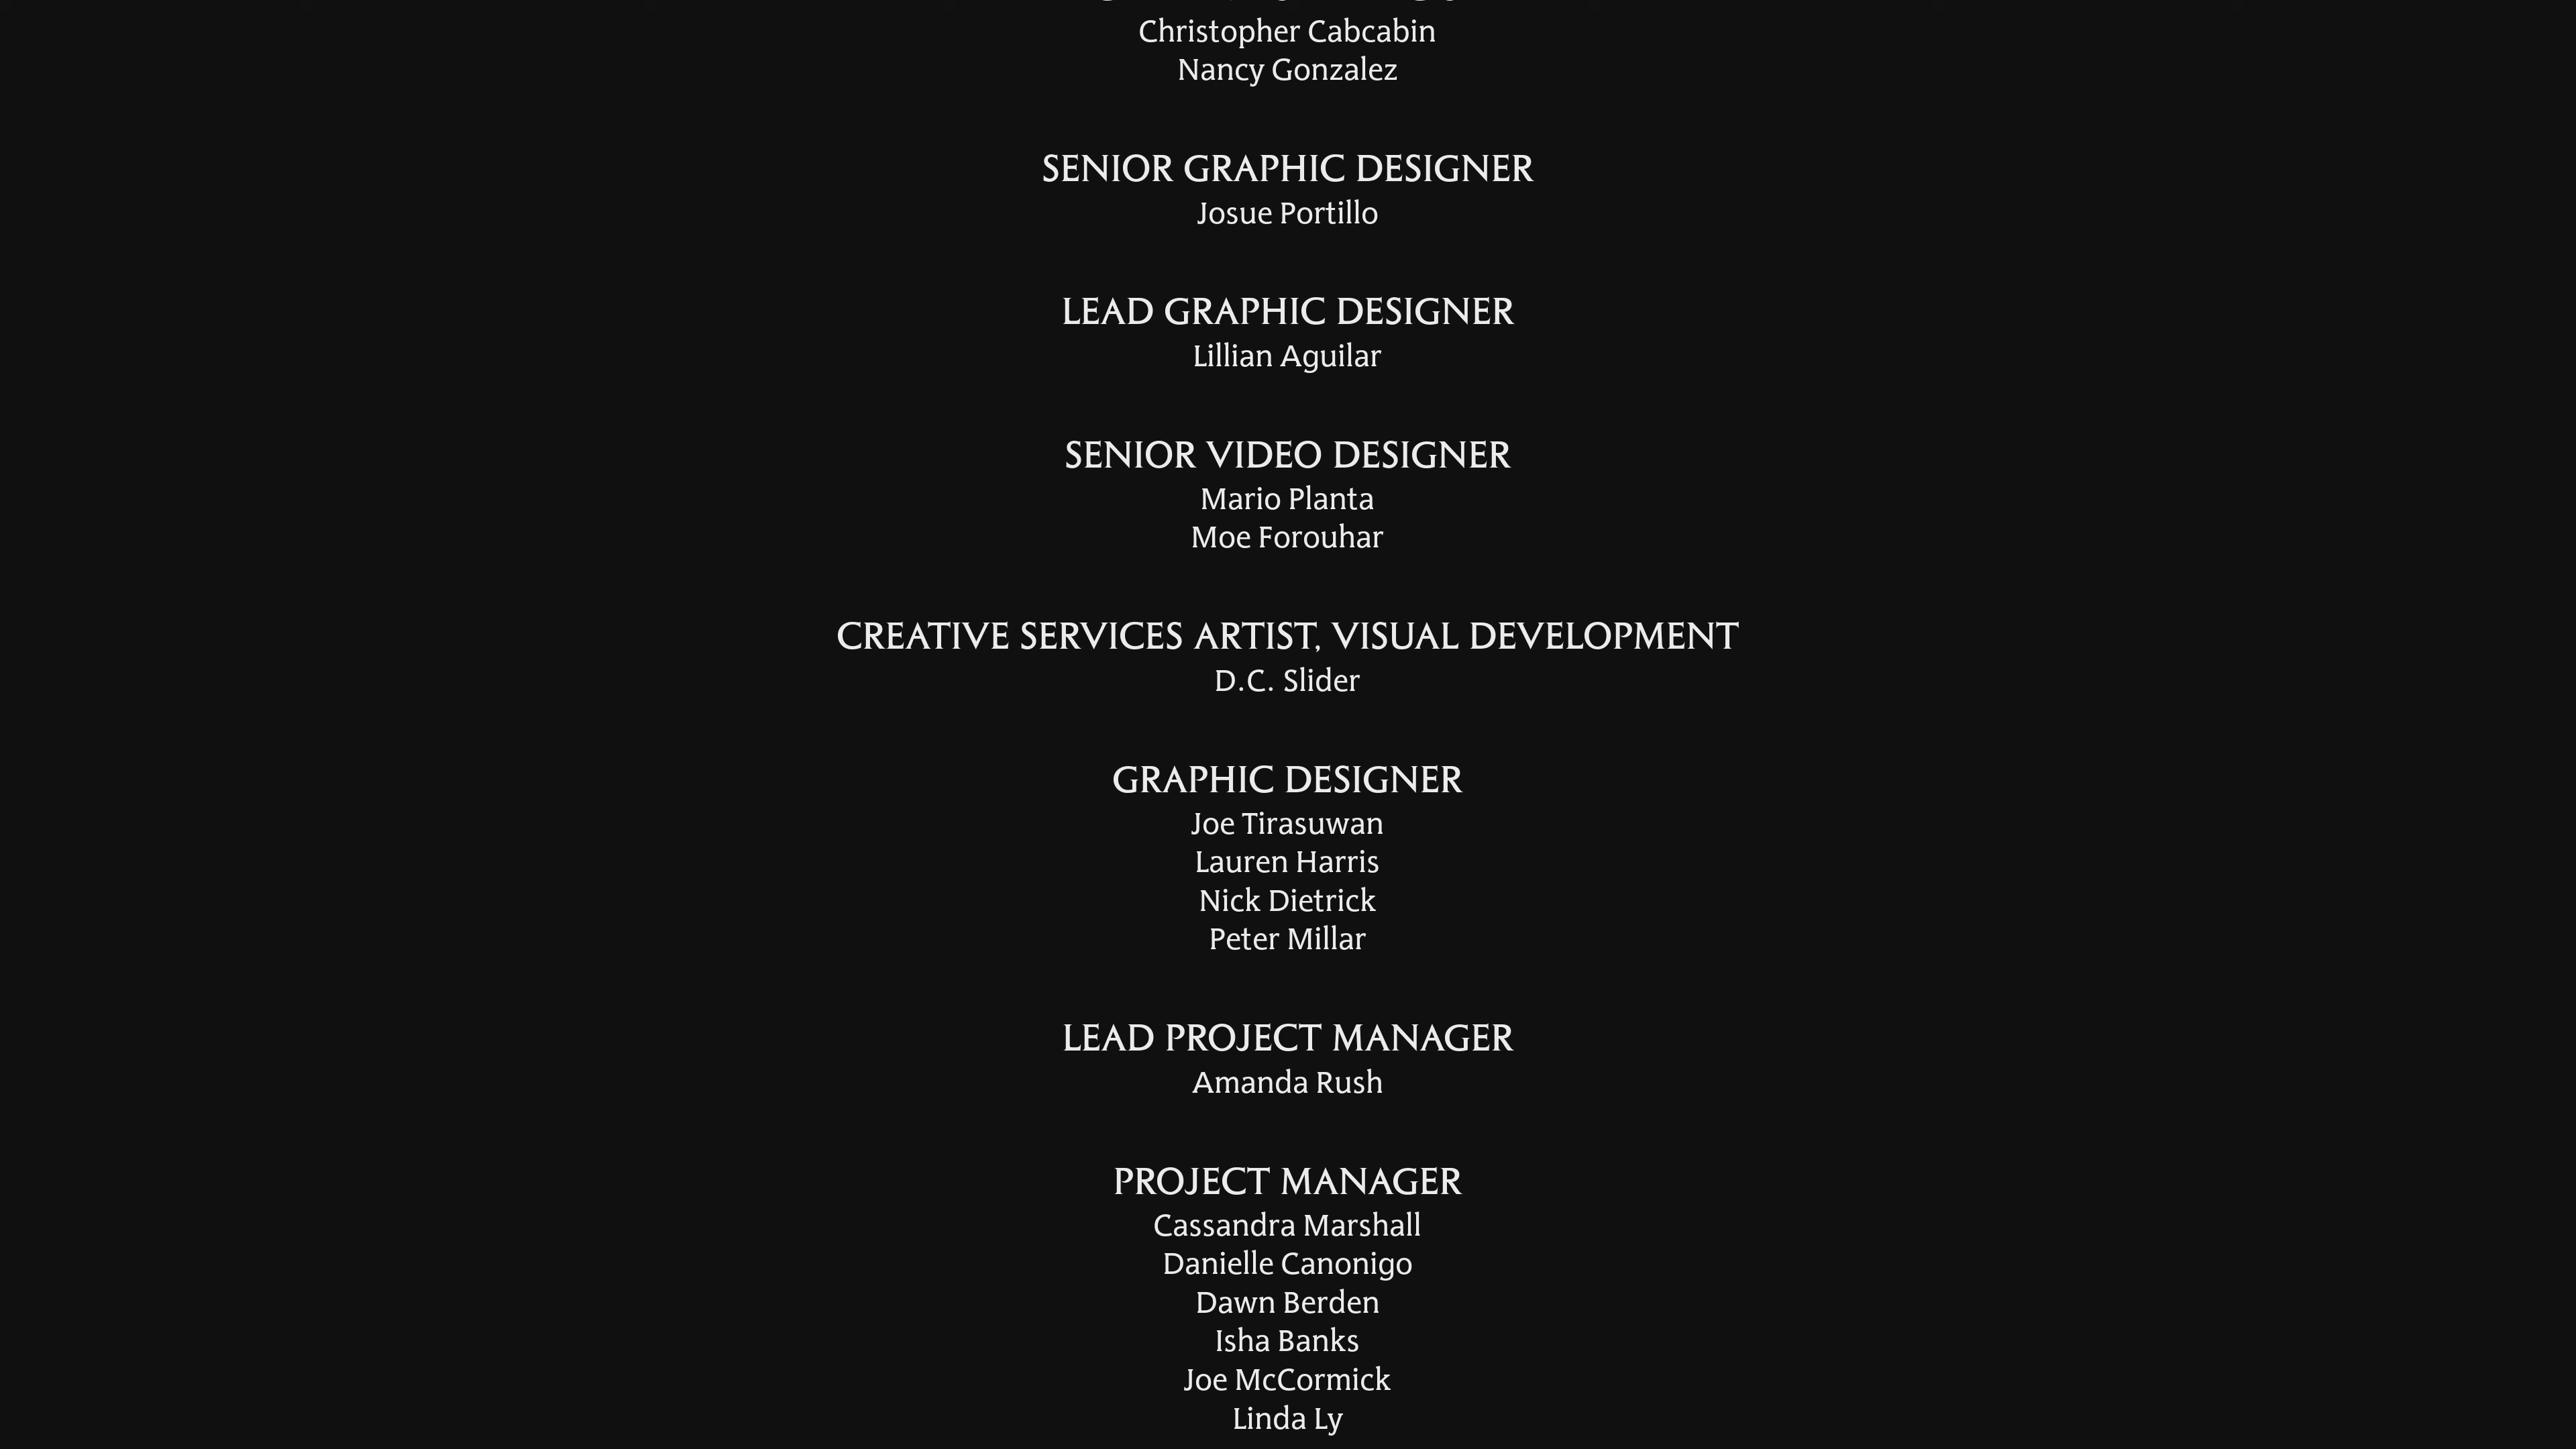 Christopher Cabcabin
Nancy Gonzalez
SENIOR GRAPHIC DESIGNER
Josue Portillo
LEAD GRAPHIC DESIGNER
Lillian Aguilar
SENIOR VIDEO DESIGNER
Mario Planta
Moe Forouhar
CREATIVE SERVICES ARTIST, VISUAL DEVELOPMENT
D.C. Slider
GRAPHIC DESIGNER
Joe Tirasuwan
Lauren Harris
Nick Dietrick
Peter Millar
LEAD PROJECT MANAGER
Amanda Rush
PROJECT MANAGER
Cassandra Marshall
Danielle Canonigo
Dawn Berden
Isha Banks
Joe McCormick
Linda Ly